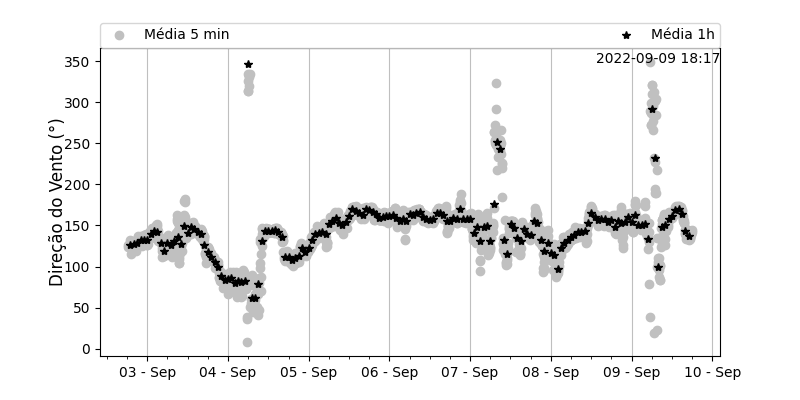 Média 5 min
Média 1h
2022-09-09 18:17
Direção do Vento (°)
350
300
250
200
150
100
50
0
03 - Sep
04 - Sep
05 - Sep
06 - Sep
07 - Sep
08 - Sep
09 - Sep
10 - Sep